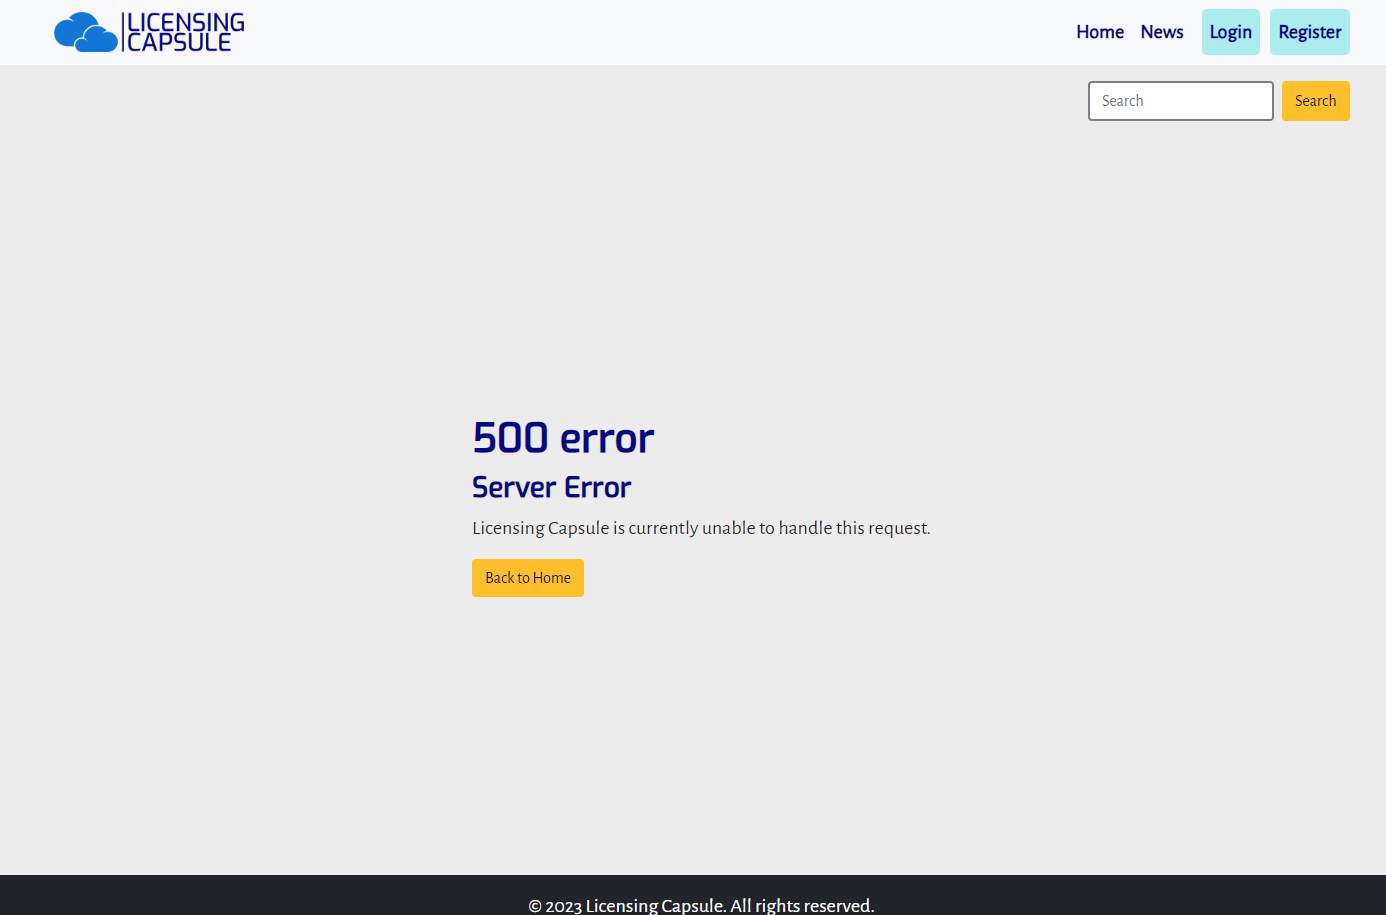 LICENSING
CAPSULE
Home News Login Register
Search Search
500 error
Server Error
Licensing Capsule is currently unable to handle this request.
Back to Home
© 2023 Licensing Capsule. All rights reserved.